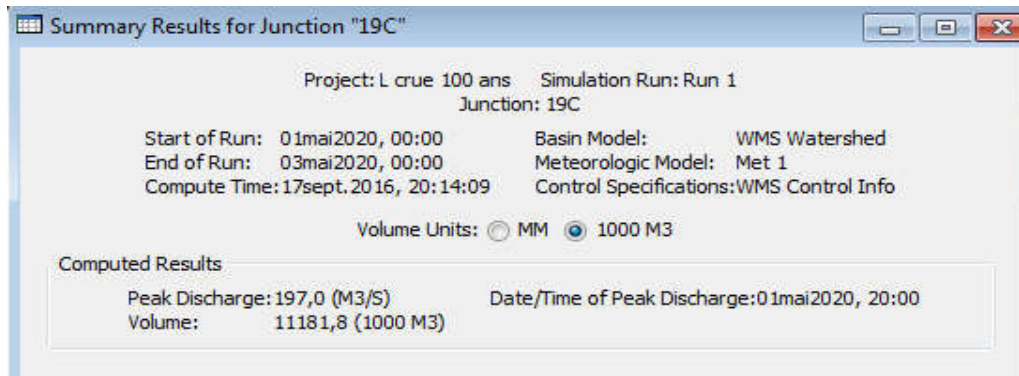 Summary Results for Junction "19C"
Project: L crue 100 ans Simulation Run: Run 1
Junction: 19C
Start of Run: 01mai2020, 00:00 Basin Model: WMS Watershed
End of Run: 03mai2020, 00:00 Meteorologic Model: Met 1
Compute Time:17sept.2016, 20:14:09 Control Specifications:WMS Control Info
Volume Units: MM 1000 M3
Computed Results
Peak Discharge:197,0 (M3/S) Date/Time of Peak Discharge:01mai2020, 20:00
Volume: 11181,8 (1000 M3)